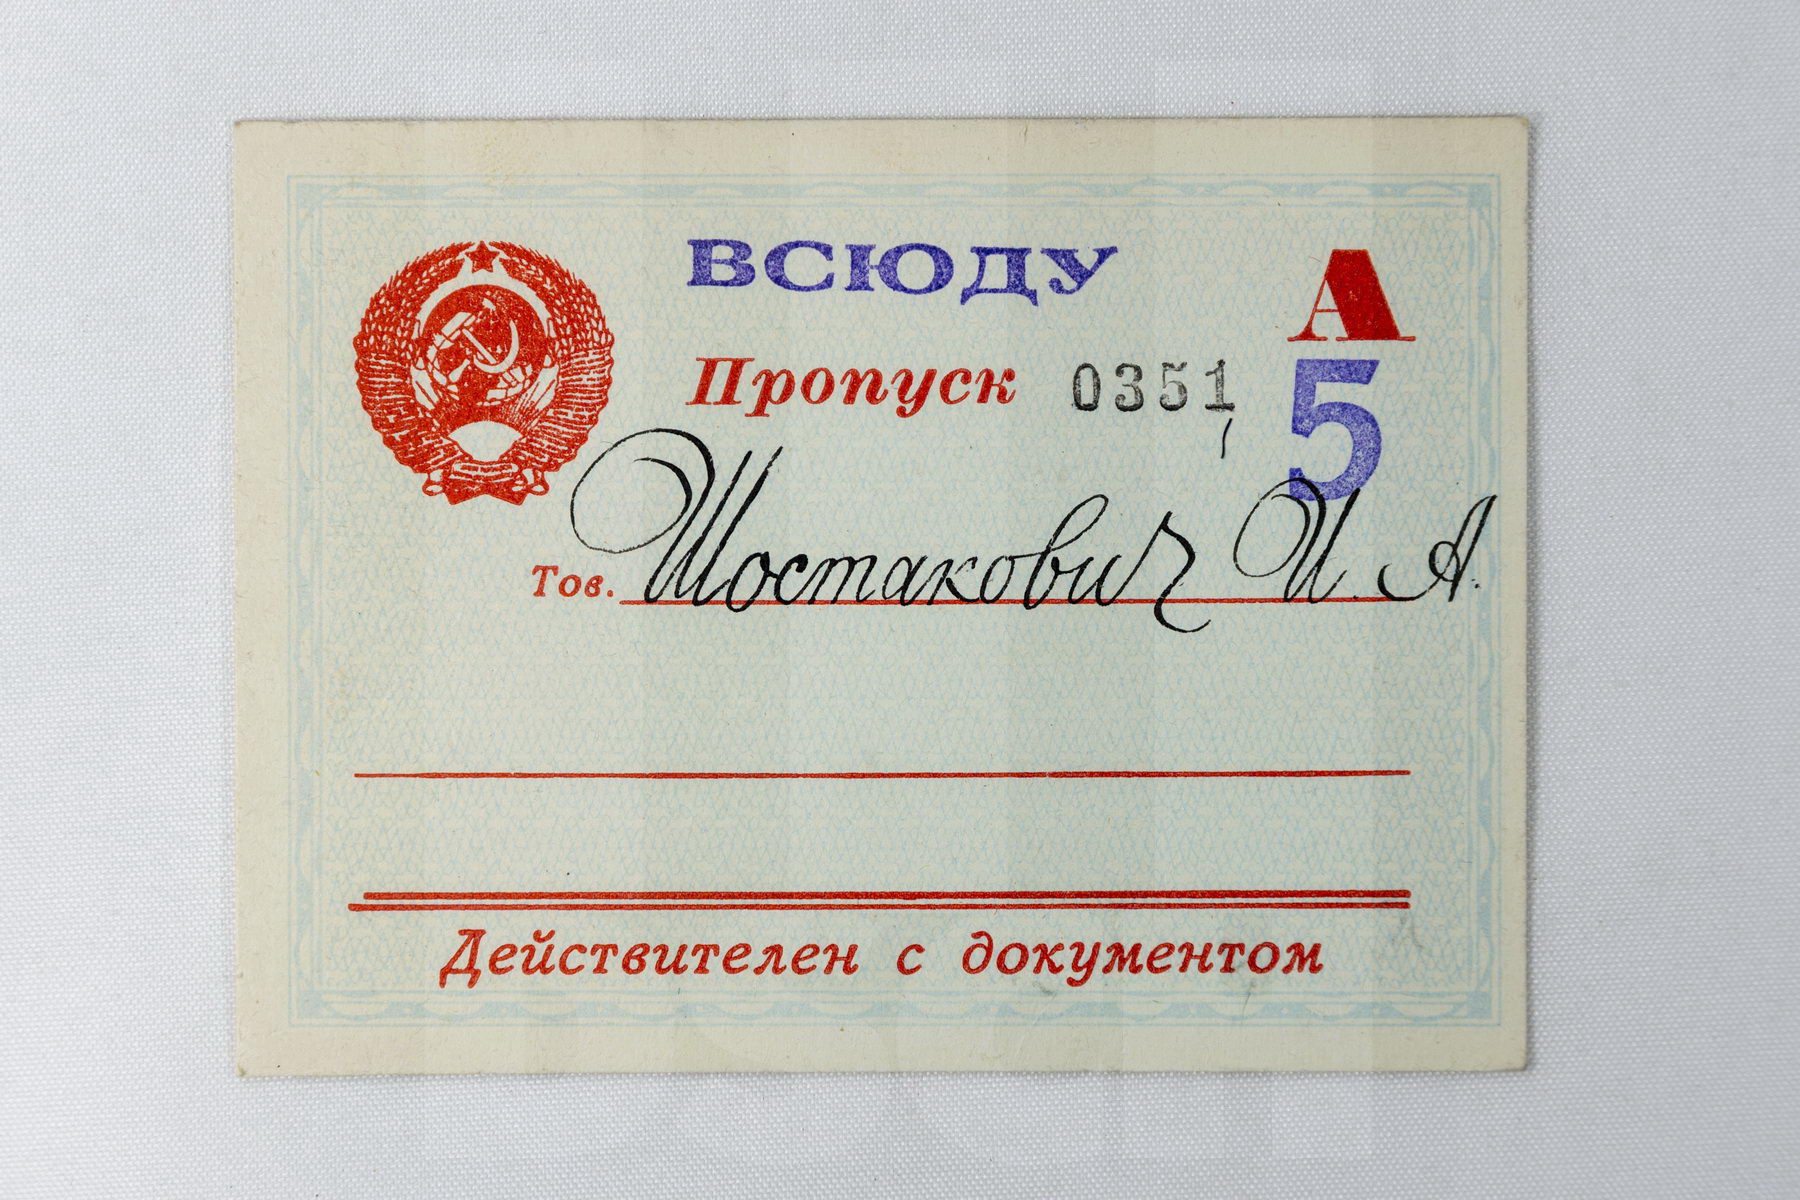 ВСЮДУ
А
Пропуск 0351
5
Тов. Шостакович И. А.
Действителен с документом